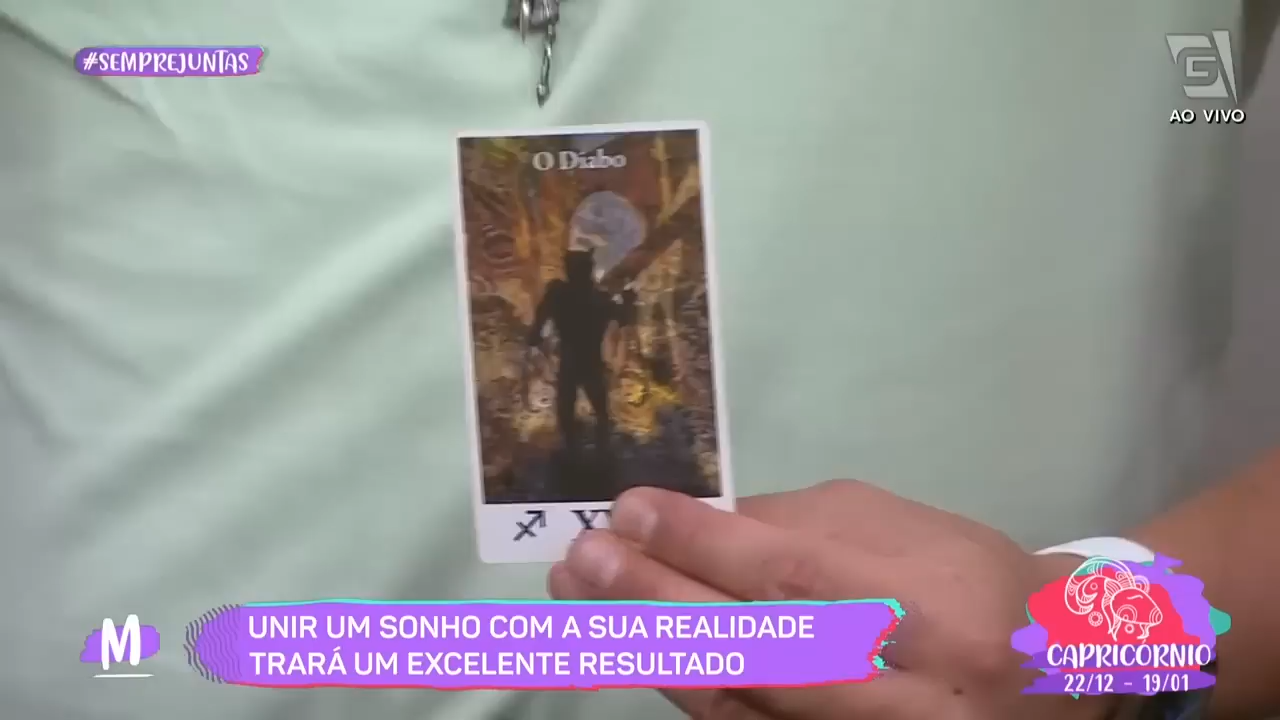 #SEMPREJUNTAS
G
AO VIVO
O Diabo
M
UNIR UM SONHO COM A SUA REALIDADE
TRARÁ UM EXCELENTE RESULTADO
CAPRICÓRNIO
22/12 - 19/01